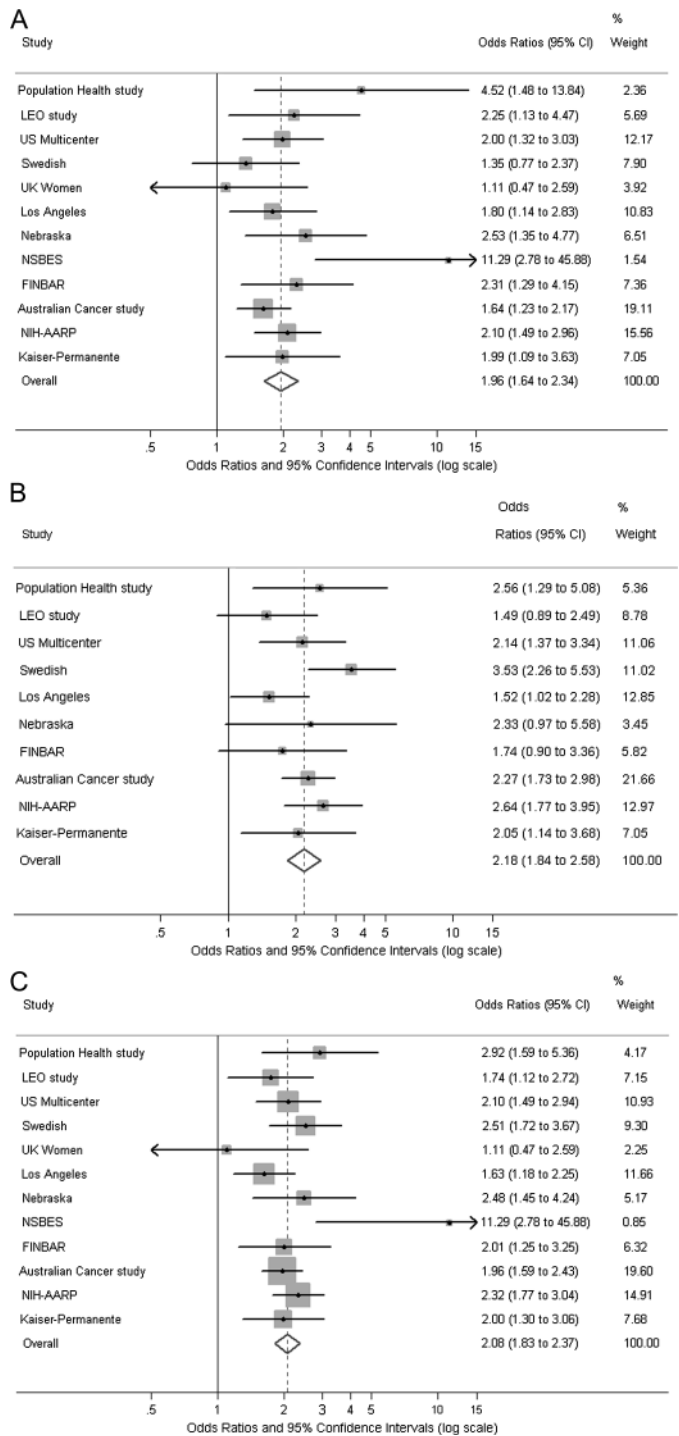 A
%
Study Odds Ratios (95% CI) Weight
Population Health study 4.52 (1.48 to 13.84) 2.36
LEO study 2.25 (1.13 to 4.47) 5.69
US Multicenter 2.00 (1.32 to 3.03) 12.17
Swedish 1.35 (0.77 to 2.37) 7.90
UK Women 1.11 (0.47 to 2.59) 3.92
Los Angeles 1.80 (1.14 to 2.83) 10.83
Nebraska 2.53 (1.35 to 4.77) 6.51
NSBES 11.29 (2.78 to 45.88) 1.54
FINBAR 2.31 (1.29 to 4.15) 7.36
Australian Cancer study 1.64 (1.23 to 2.17) 19.11
NIH-AARP 2.10 (1.49 to 2.96) 15.56
Kaiser-Permanente 1.99 (1.09 to 3.63) 7.05
Overall 1.96 (1.64 to 2.34) 100.00
.5 1 2 3 4 5 10 15
Odds Ratios and 95% Confidence Intervals (log scale)
B
Odds %
Study Ratios (95% CI) Weight
Population Health study 2.56 (1.29 to 5.08) 5.36
LEO study 1.49 (0.89 to 2.49) 8.78
US Multicenter 2.14 (1.37 to 3.34) 11.06
Swedish 3.53 (2.26 to 5.53) 11.02
Los Angeles 1.52 (1.02 to 2.28) 12.85
Nebraska 2.33 (0.97 to 5.58) 3.45
FINBAR 1.74 (0.90 to 3.36) 5.82
Australian Cancer study 2.27 (1.73 to 2.98) 21.66
NIH-AARP 2.64 (1.77 to 3.95) 12.97
Kaiser-Permanente 2.05 (1.14 to 3.68) 7.05
Overall 2.18 (1.84 to 2.58) 100.00
.5 1 2 3 4 5 10 15
Odds Ratios and 95% Confidence Intervals (log scale)
C
%
Study Odds Ratios (95% CI) Weight
Population Health study 2.92 (1.59 to 5.36) 4.17
LEO study 1.74 (1.12 to 2.72) 7.15
US Multicenter 2.10 (1.49 to 2.94) 10.93
Swedish 2.51 (1.72 to 3.67) 9.30
UK Women 1.11 (0.47 to 2.59) 2.25
Los Angeles 1.63 (1.18 to 2.25) 11.66
Nebraska 2.48 (1.45 to 4.24) 5.17
NSBES 11.29 (2.78 to 45.88) 0.85
FINBAR 2.01 (1.25 to 3.25) 6.32
Australian Cancer study 1.96 (1.59 to 2.43) 19.60
NIH-AARP 2.32 (1.77 to 3.04) 14.91
Kaiser-Permanente 2.00 (1.30 to 3.06) 7.68
Overall 2.08 (1.83 to 2.37) 100.00
.5 1 2 3 4 5 10 15
Odds Ratios and 95% Confidence Intervals (log scale)